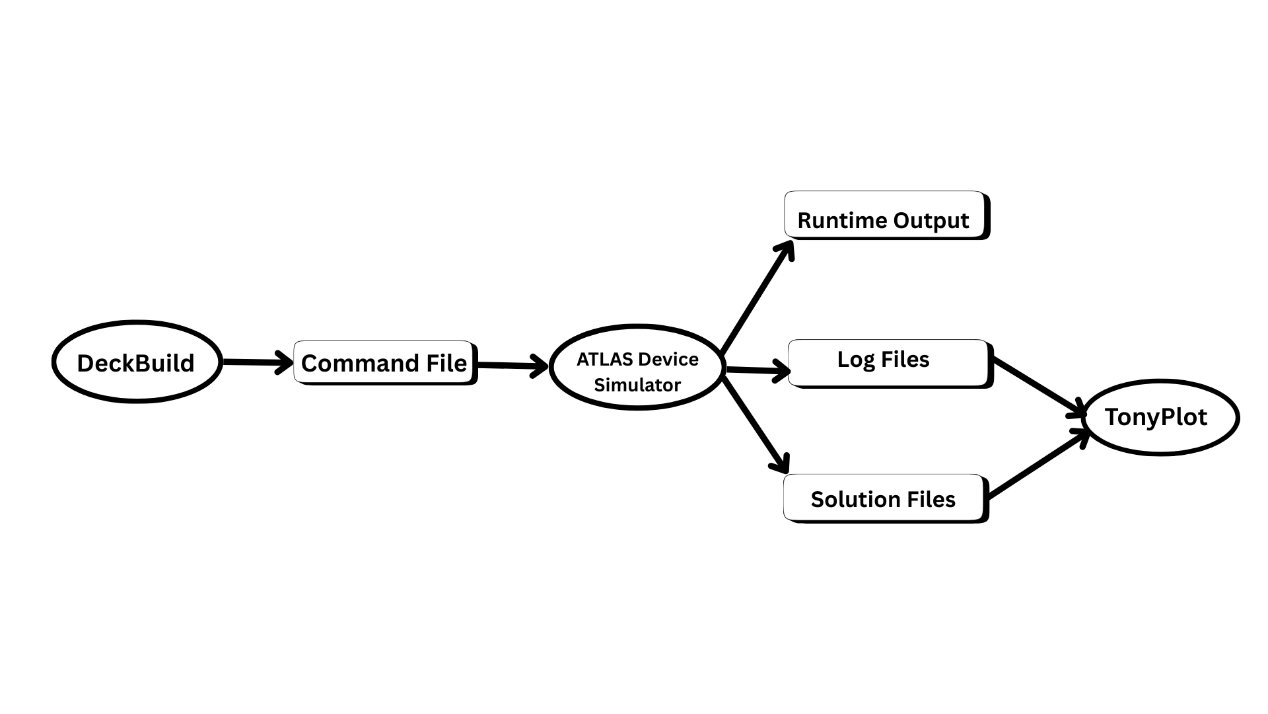 DeckBuild
Command File
ATLAS Device
Simulator
Runtime Output
Log Files
Solution Files
TonyPlot